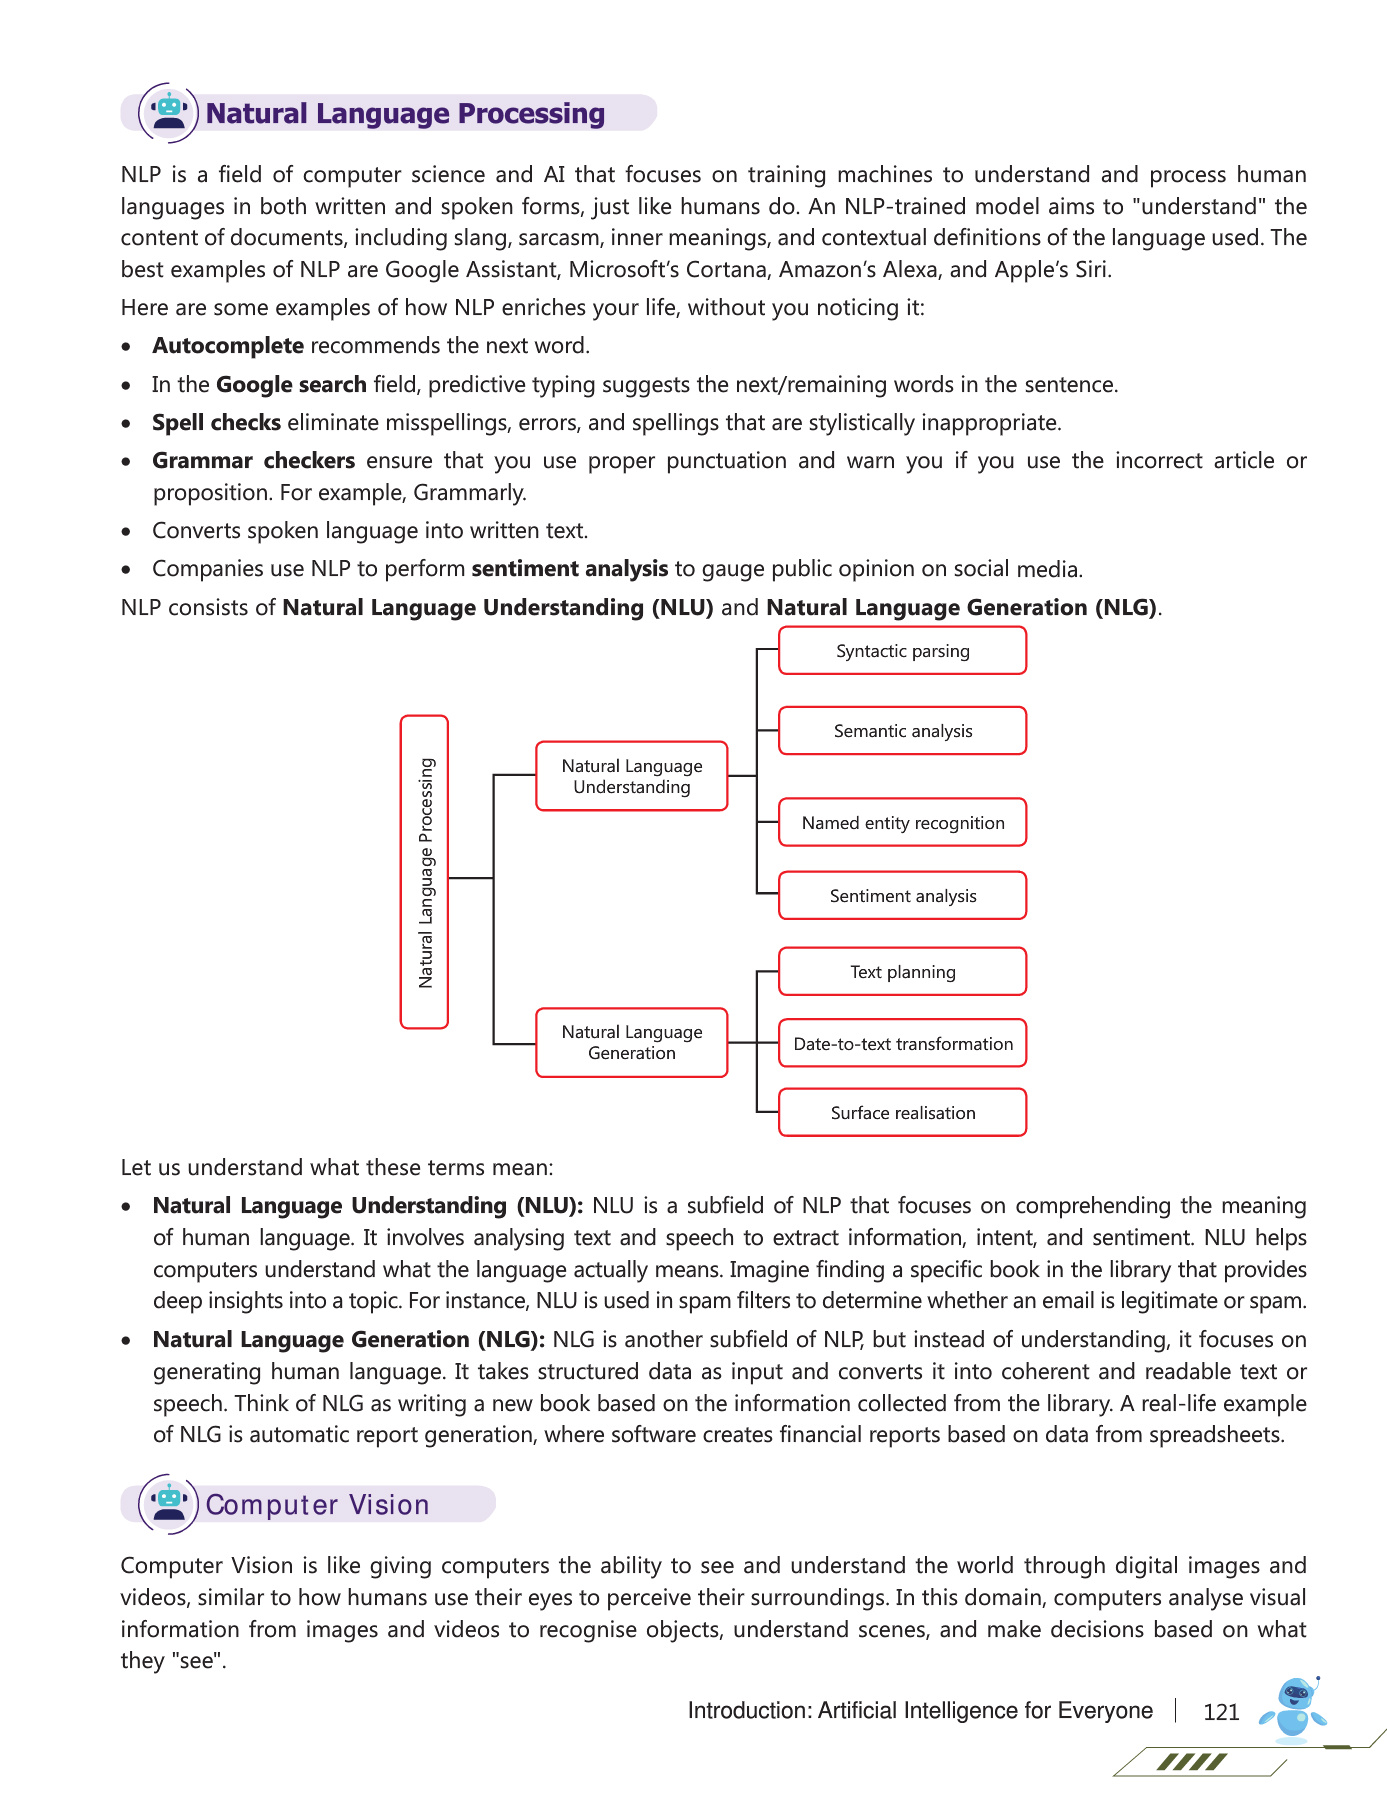 Natural Language Processing
NLP is a field of computer science and AI that focuses on training machines to understand and process human
languages in both written and spoken forms, just like humans do. An NLP-trained model aims to "understand" the
content of documents, including slang, sarcasm, inner meanings, and contextual definitions of the language used. The
best examples of NLP are Google Assistant, Microsoft’s Cortana, Amazon’s Alexa, and Apple’s Siri.
Here are some examples of how NLP enriches your life, without you noticing it:
• Autocomplete recommends the next word.
• In the Google search field, predictive typing suggests the next/remaining words in the sentence.
• Spell checks eliminate misspellings, errors, and spellings that are stylistically inappropriate.
• Grammar checkers ensure that you use proper punctuation and warn you if you use the incorrect article or
proposition. For example, Grammarly.
• Converts spoken language into written text.
• Companies use NLP to perform sentiment analysis to gauge public opinion on social media.
NLP consists of Natural Language Understanding (NLU) and Natural Language Generation (NLG).
Natural Language Processing
Natural Language
Understanding
Syntactic parsing
Semantic analysis
Named entity recognition
Sentiment analysis
Natural Language
Generation
Text planning
Date-to-text transformation
Surface realisation
Let us understand what these terms mean:
• Natural Language Understanding (NLU): NLU is a subfield of NLP that focuses on comprehending the meaning
of human language. It involves analysing text and speech to extract information, intent, and sentiment. NLU helps
computers understand what the language actually means. Imagine finding a specific book in the library that provides
deep insights into a topic. For instance, NLU is used in spam filters to determine whether an email is legitimate or spam.
• Natural Language Generation (NLG): NLG is another subfield of NLP, but instead of understanding, it focuses on
generating human language. It takes structured data as input and converts it into coherent and readable text or
speech. Think of NLG as writing a new book based on the information collected from the library. A real-life example
of NLG is automatic report generation, where software creates financial reports based on data from spreadsheets.
Computer Vision
Computer Vision is like giving computers the ability to see and understand the world through digital images and
videos, similar to how humans use their eyes to perceive their surroundings. In this domain, computers analyse visual
information from images and videos to recognise objects, understand scenes, and make decisions based on what
they "see".
Introduction: Artificial Intelligence for Everyone 121